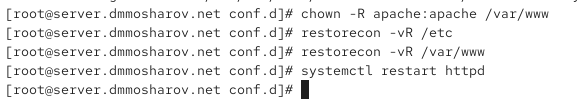 [root@server.dmmosharov.net conf.d]# chown -R apache:apache /var/www
[root@server.dmmosharov.net conf.d]# restorecon -vR /etc
[root@server.dmmosharov.net conf.d]# restorecon -vR /var/www
[root@server.dmmosharov.net conf.d]# systemctl restart httpd
[root@server.dmmosharov.net conf.d]#